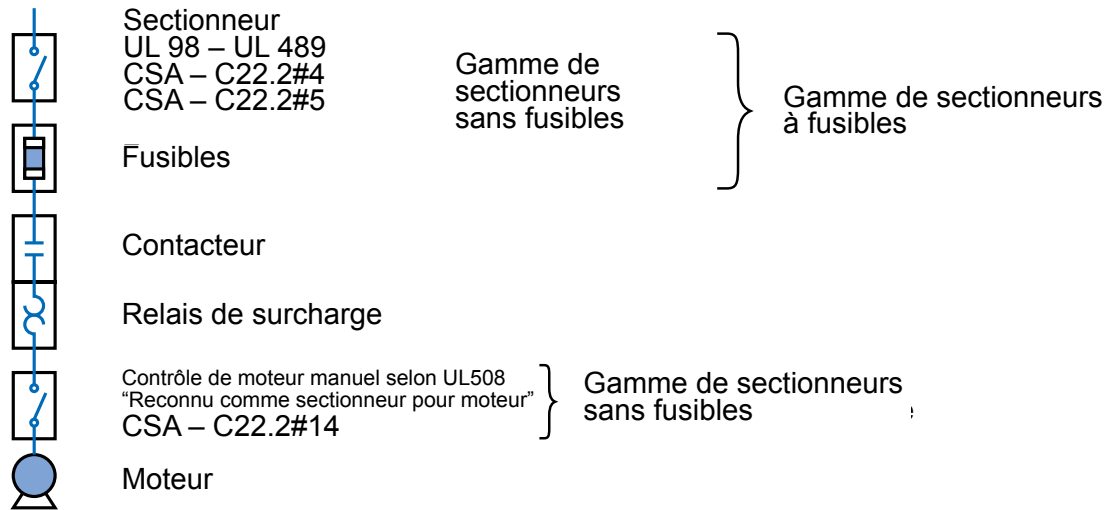 Sectionneur
UL 98 – UL 489
CSA – C22.2#4
CSA – C22.2#5
Gamme de
sectionneurs
sans fusibles
Gamme de sectionneurs
à fusibles
Fusibles
Contacteur
Relais de surcharge
Contrôle de moteur manuel selon UL508
“Reconnu comme sectionneur pour moteur”
CSA – C22.2#14
Gamme de sectionneurs
sans fusibles
Moteur